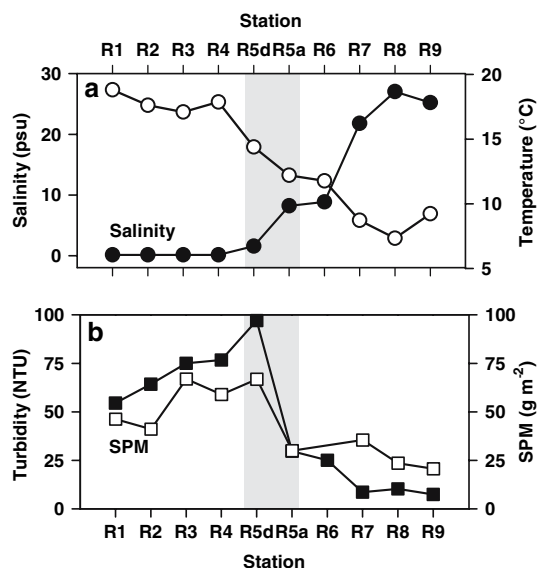 Station
R1 R2 R3 R4 R5d R5a R6 R7 R8 R9
a
30
20
10
0
Salinity (psu)
Salinity
20
15
10
5
Temperature (°C)
b
100
75
50
25
0
Turbidity (NTU)
SPM
100
75
50
25
0
SPM (g m-2)
R1 R2 R3 R4 R5d R5a R6 R7 R8 R9
Station